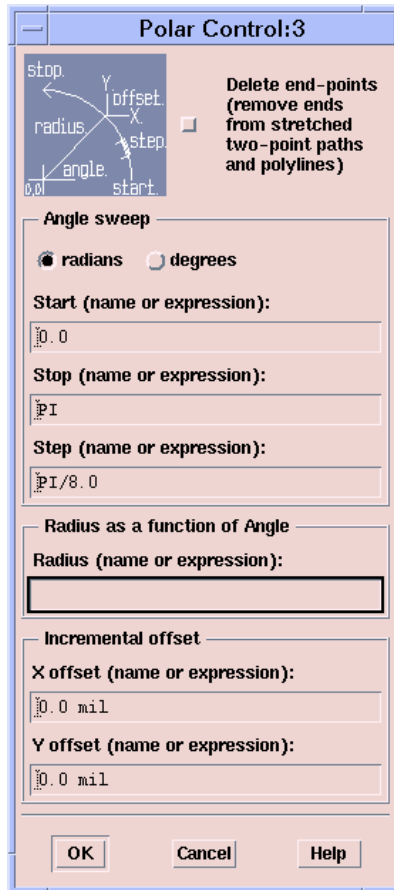 Polar Control:3
stop.
Y.
offset.
X.
radius.
step.
angle.
0,0
start.
Delete end-points
(remove ends
from stretched
two-point paths
and polylines)
Angle sweep
radians degrees
Start (name or expression):
0.0
Stop (name or expression):
PI
Step (name or expression):
PI/8.0
Radius as a function of Angle
Radius (name or expression):
Incremental offset
X offset (name or expression):
0.0 mil
Y offset (name or expression):
0.0 mil
OK Cancel Help